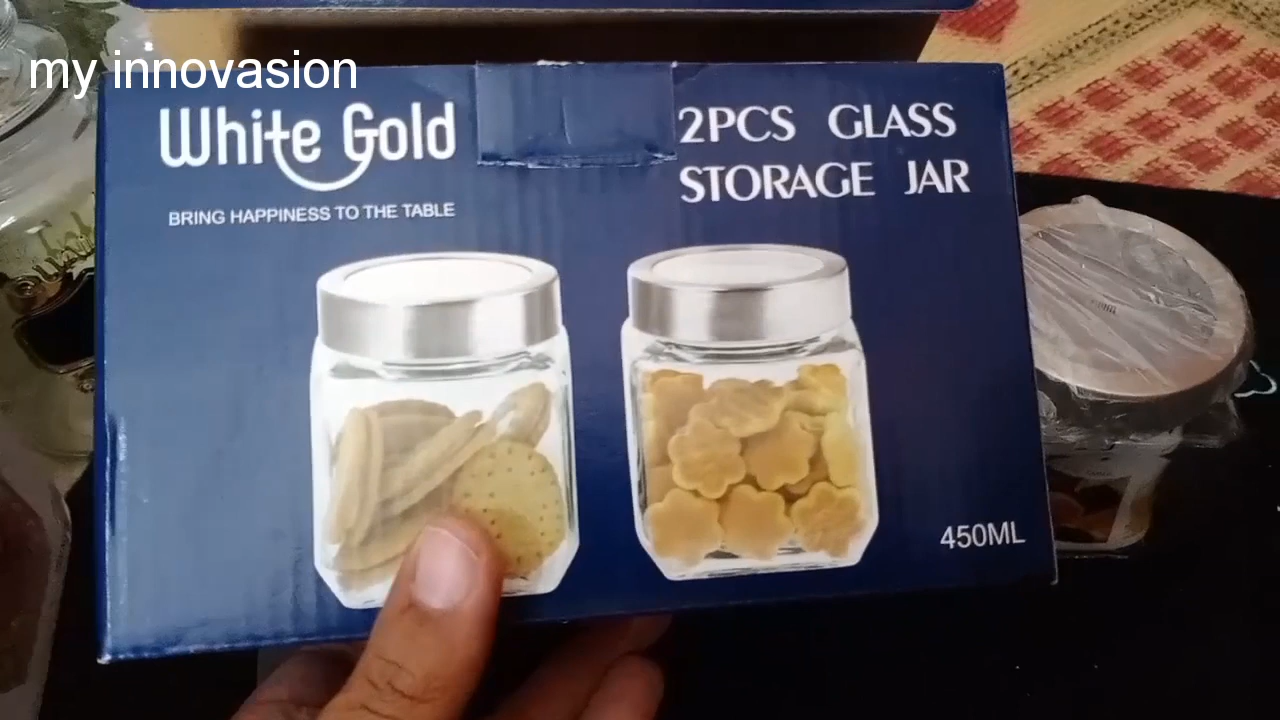 my innovasion
White Gold
BRING HAPPINESS TO THE TABLE
2PCS GLASS
STORAGE JAR
450ML